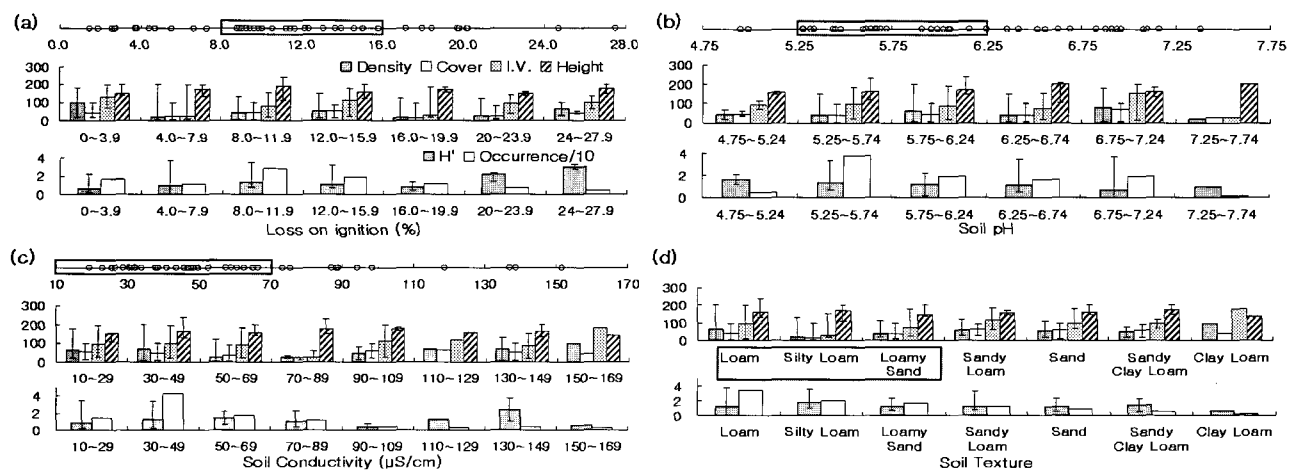 (a)
0.0 4.0 8.0 12.0 16.0 20.0 24.0 28.0
Density Cover I.V. Height
300
200
100
0
0~3.9 4.0~7.9 8.0~11.9 12.0~15.9 16.0~19.9 20~23.9 24~27.9
H' Occurrence/10
4
2
0
0~3.9 4.0~7.9 8.0~11.9 12.0~15.9 16.0~19.9 20~23.9 24~27.9
Loss on ignition (%)
(b)
4.75 5.25 5.75 6.25 6.75 7.25 7.75
300
200
100
0
4.75~5.24 5.25~5.74 5.75~6.24 6.25~6.74 6.75~7.24 7.25~7.74
4
2
0
4.75~5.24 5.25~5.74 5.75~6.24 6.25~6.74 6.75~7.24 7.25~7.74
Soil pH
(c)
10 30 50 70 90 110 130 150 170
300
200
100
0
10~29 30~49 50~69 70~89 90~109 110~129 130~149 150~169
4
2
0
10~29 30~49 50~69 70~89 90~109 110~129 130~149 150~169
Soil Conductivity (µS/cm)
(d)
300
200
100
0
Loam Silty Loam Loamy Sand Sandy Loam Sand Sandy Clay Loam Clay Loam
4
2
0
Loam Silty Loam Loamy Sand Sandy Loam Sand Sandy Clay Loam Clay Loam
Soil Texture